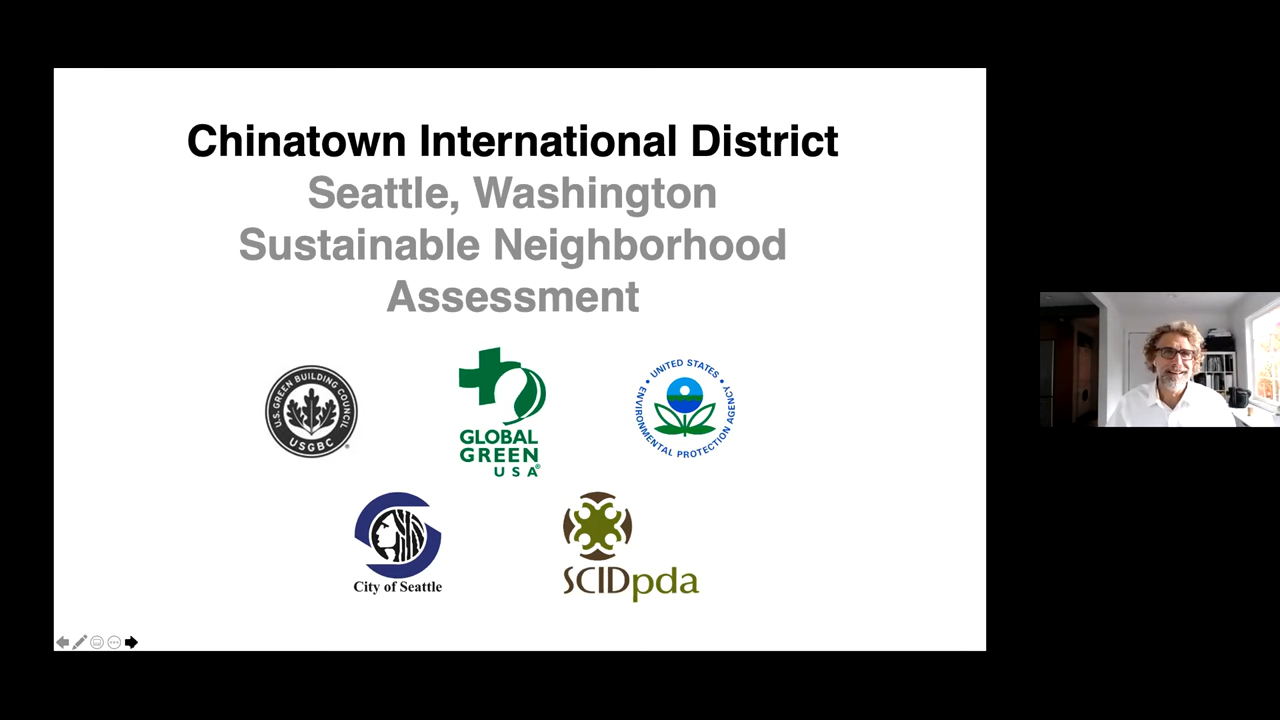 Chinatown International District
Seattle, Washington
Sustainable Neighborhood
Assessment
U.S. GREEN BUILDING COUNCIL
USGBC
®
GLOBAL
GREEN
USA®
UNITED STATES
ENVIRONMENTAL PROTECTION AGENCY
City of Seattle
SCIDpda